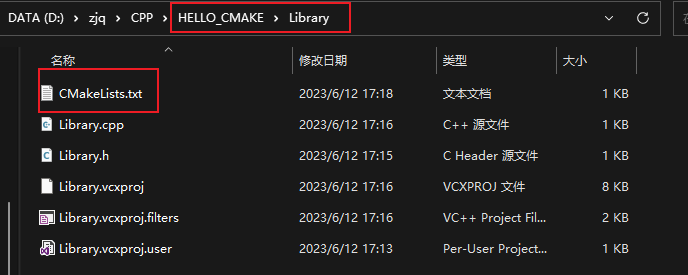 DATA (D:) › zjq › CPP › HELLO_CMAKE › Library
名称 修改日期 类型 大小
CMakeLists.txt 2023/6/12 17:18 文本文档 1 KB
Library.cpp 2023/6/12 17:16 C++ 源文件 1 KB
Library.h 2023/6/12 17:15 C Header 源文件 1 KB
Library.vcxproj 2023/6/12 17:16 VCXPROJ 文件 8 KB
Library.vcxproj.filters 2023/6/12 17:16 VC++ Project Fil... 2 KB
Library.vcxproj.user 2023/6/12 17:13 Per-User Project... 1 KB